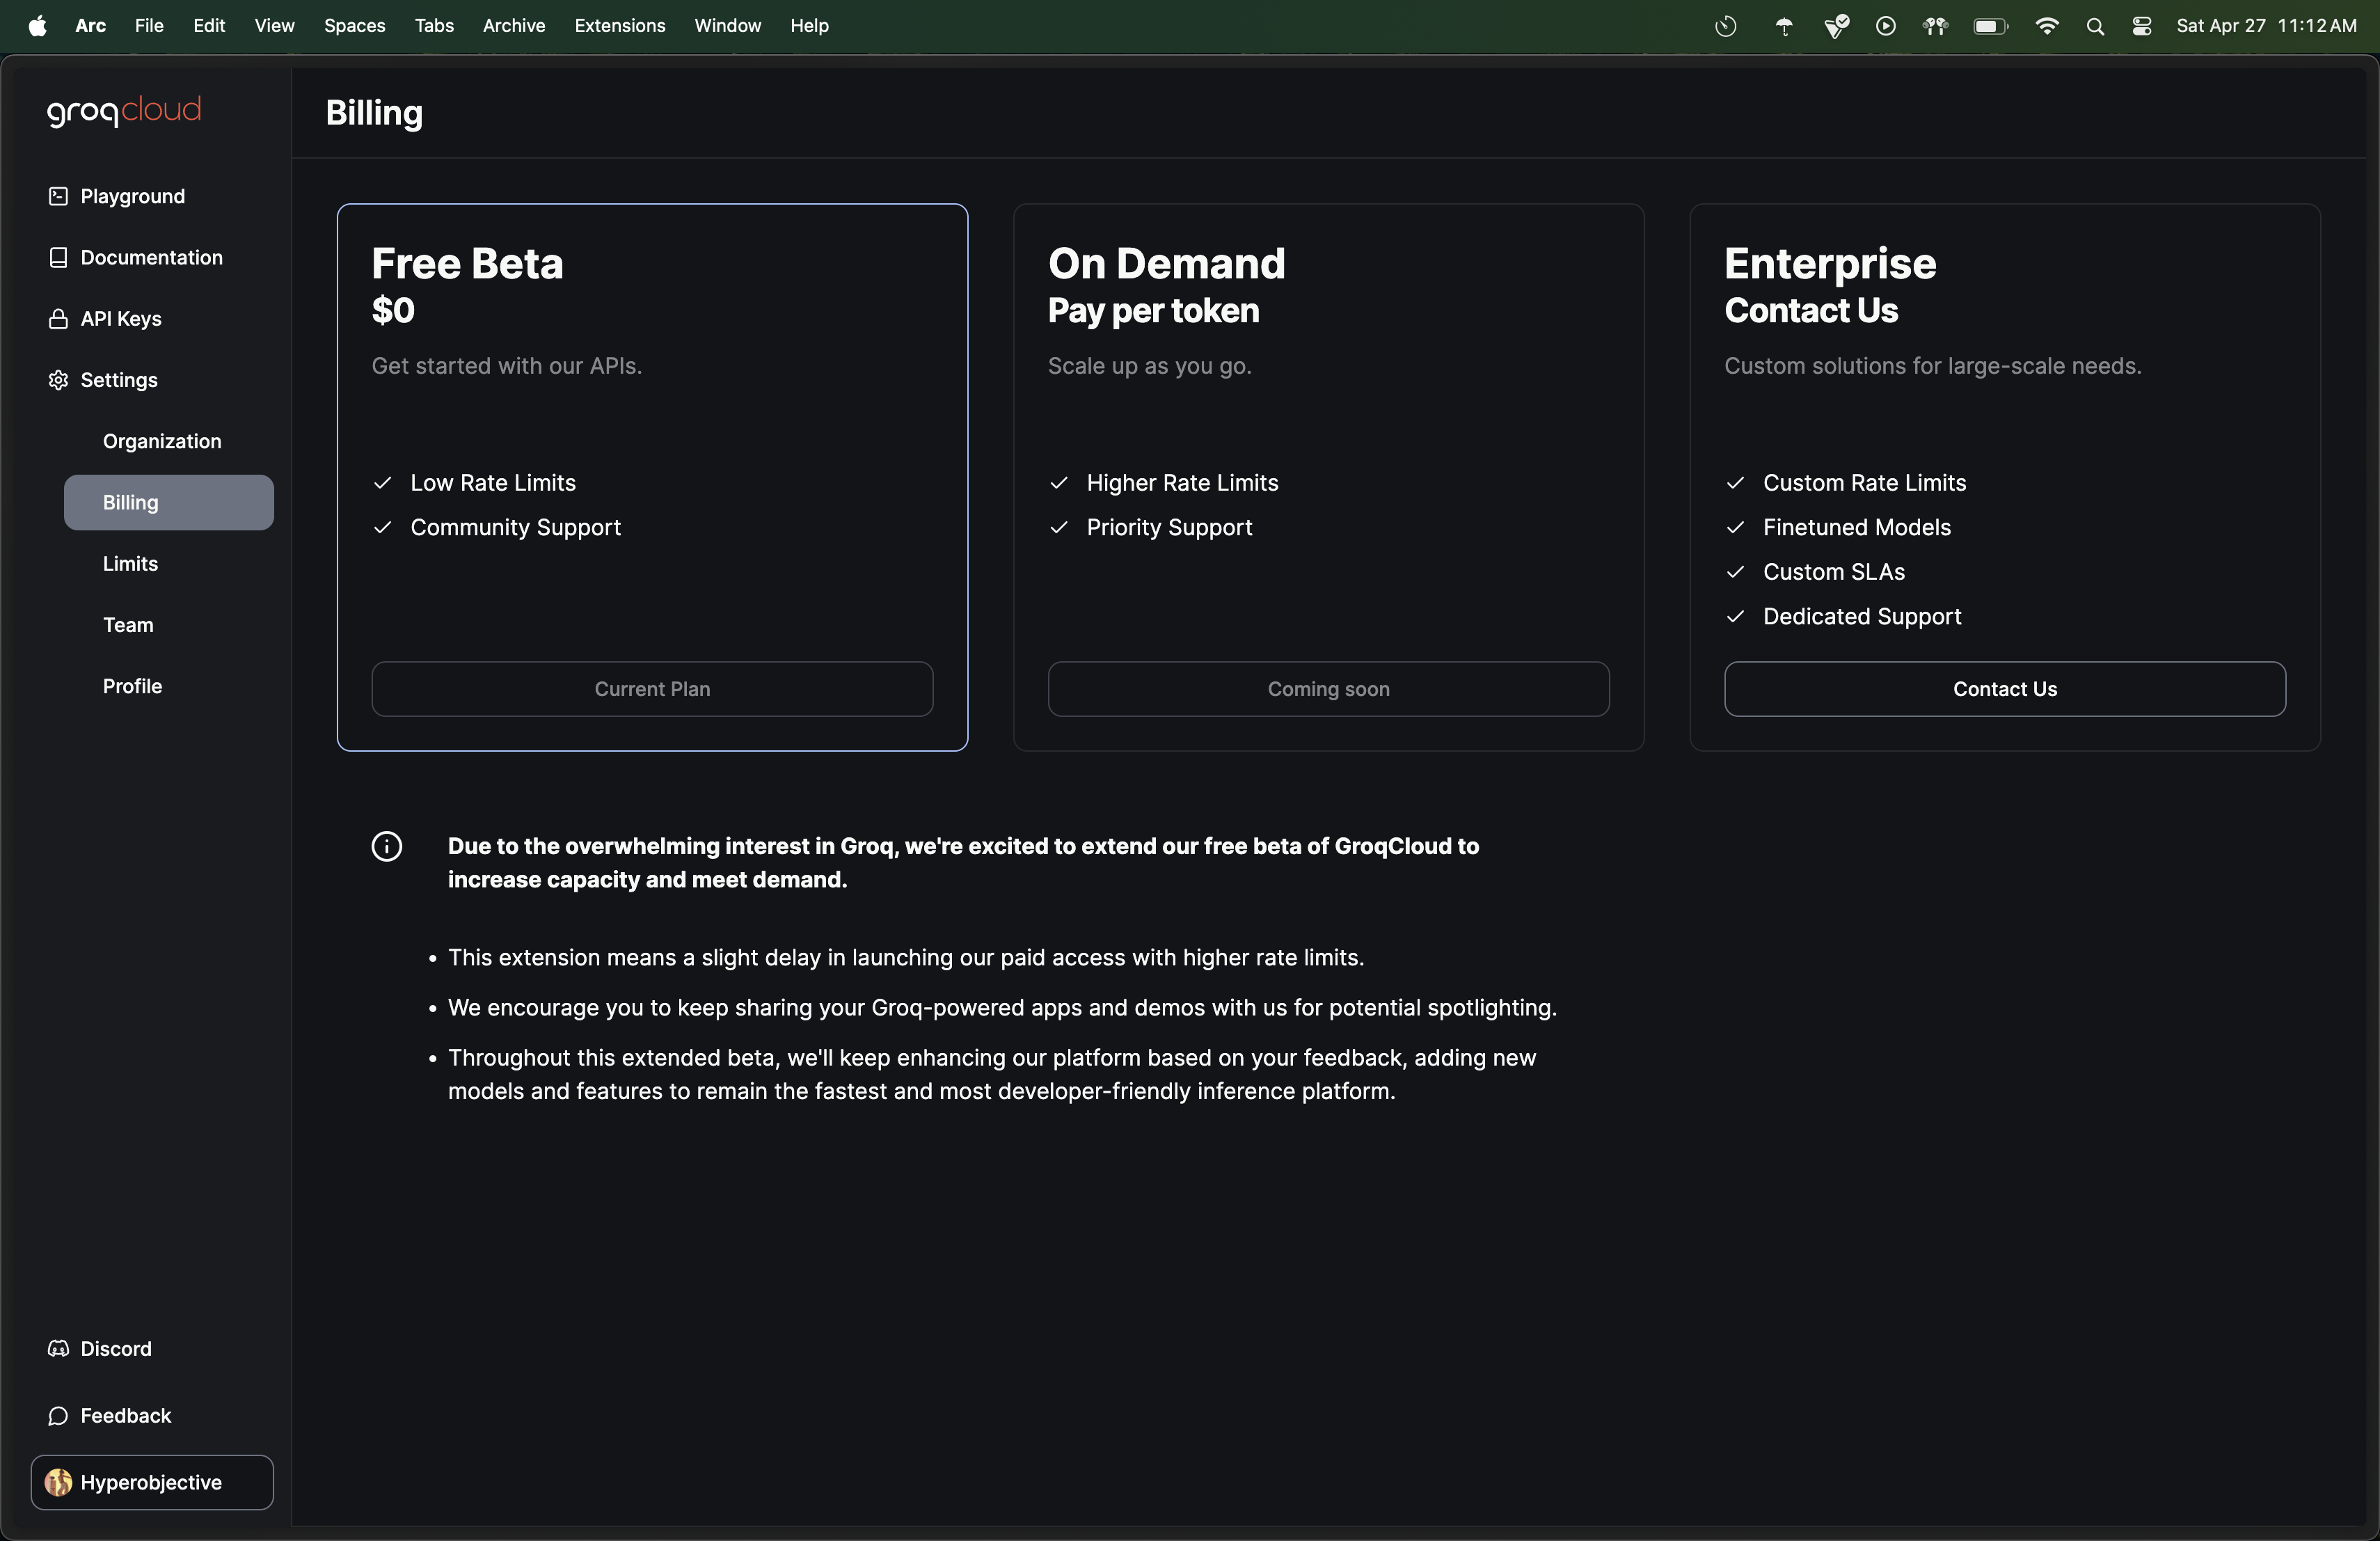 Arc File Edit View Spaces Tabs Archive Extensions Window Help Sat Apr 27 11:12 AM
groqcloud
Playground
Documentation
API Keys
Settings
Organization
Billing
Limits
Team
Profile
Discord
Feedback
Hyperobjective
Billing
Free Beta
$0
Get started with our APIs.
Low Rate Limits
Community Support
Current Plan
On Demand
Pay per token
Scale up as you go.
Higher Rate Limits
Priority Support
Coming soon
Enterprise
Contact Us
Custom solutions for large-scale needs.
Custom Rate Limits
Finetuned Models
Custom SLAs
Dedicated Support
Contact Us
Due to the overwhelming interest in Groq, we're excited to extend our free beta of GroqCloud to
increase capacity and meet demand.
• This extension means a slight delay in launching our paid access with higher rate limits.
• We encourage you to keep sharing your Groq-powered apps and demos with us for potential spotlighting.
• Throughout this extended beta, we'll keep enhancing our platform based on your feedback, adding new
models and features to remain the fastest and most developer-friendly inference platform.